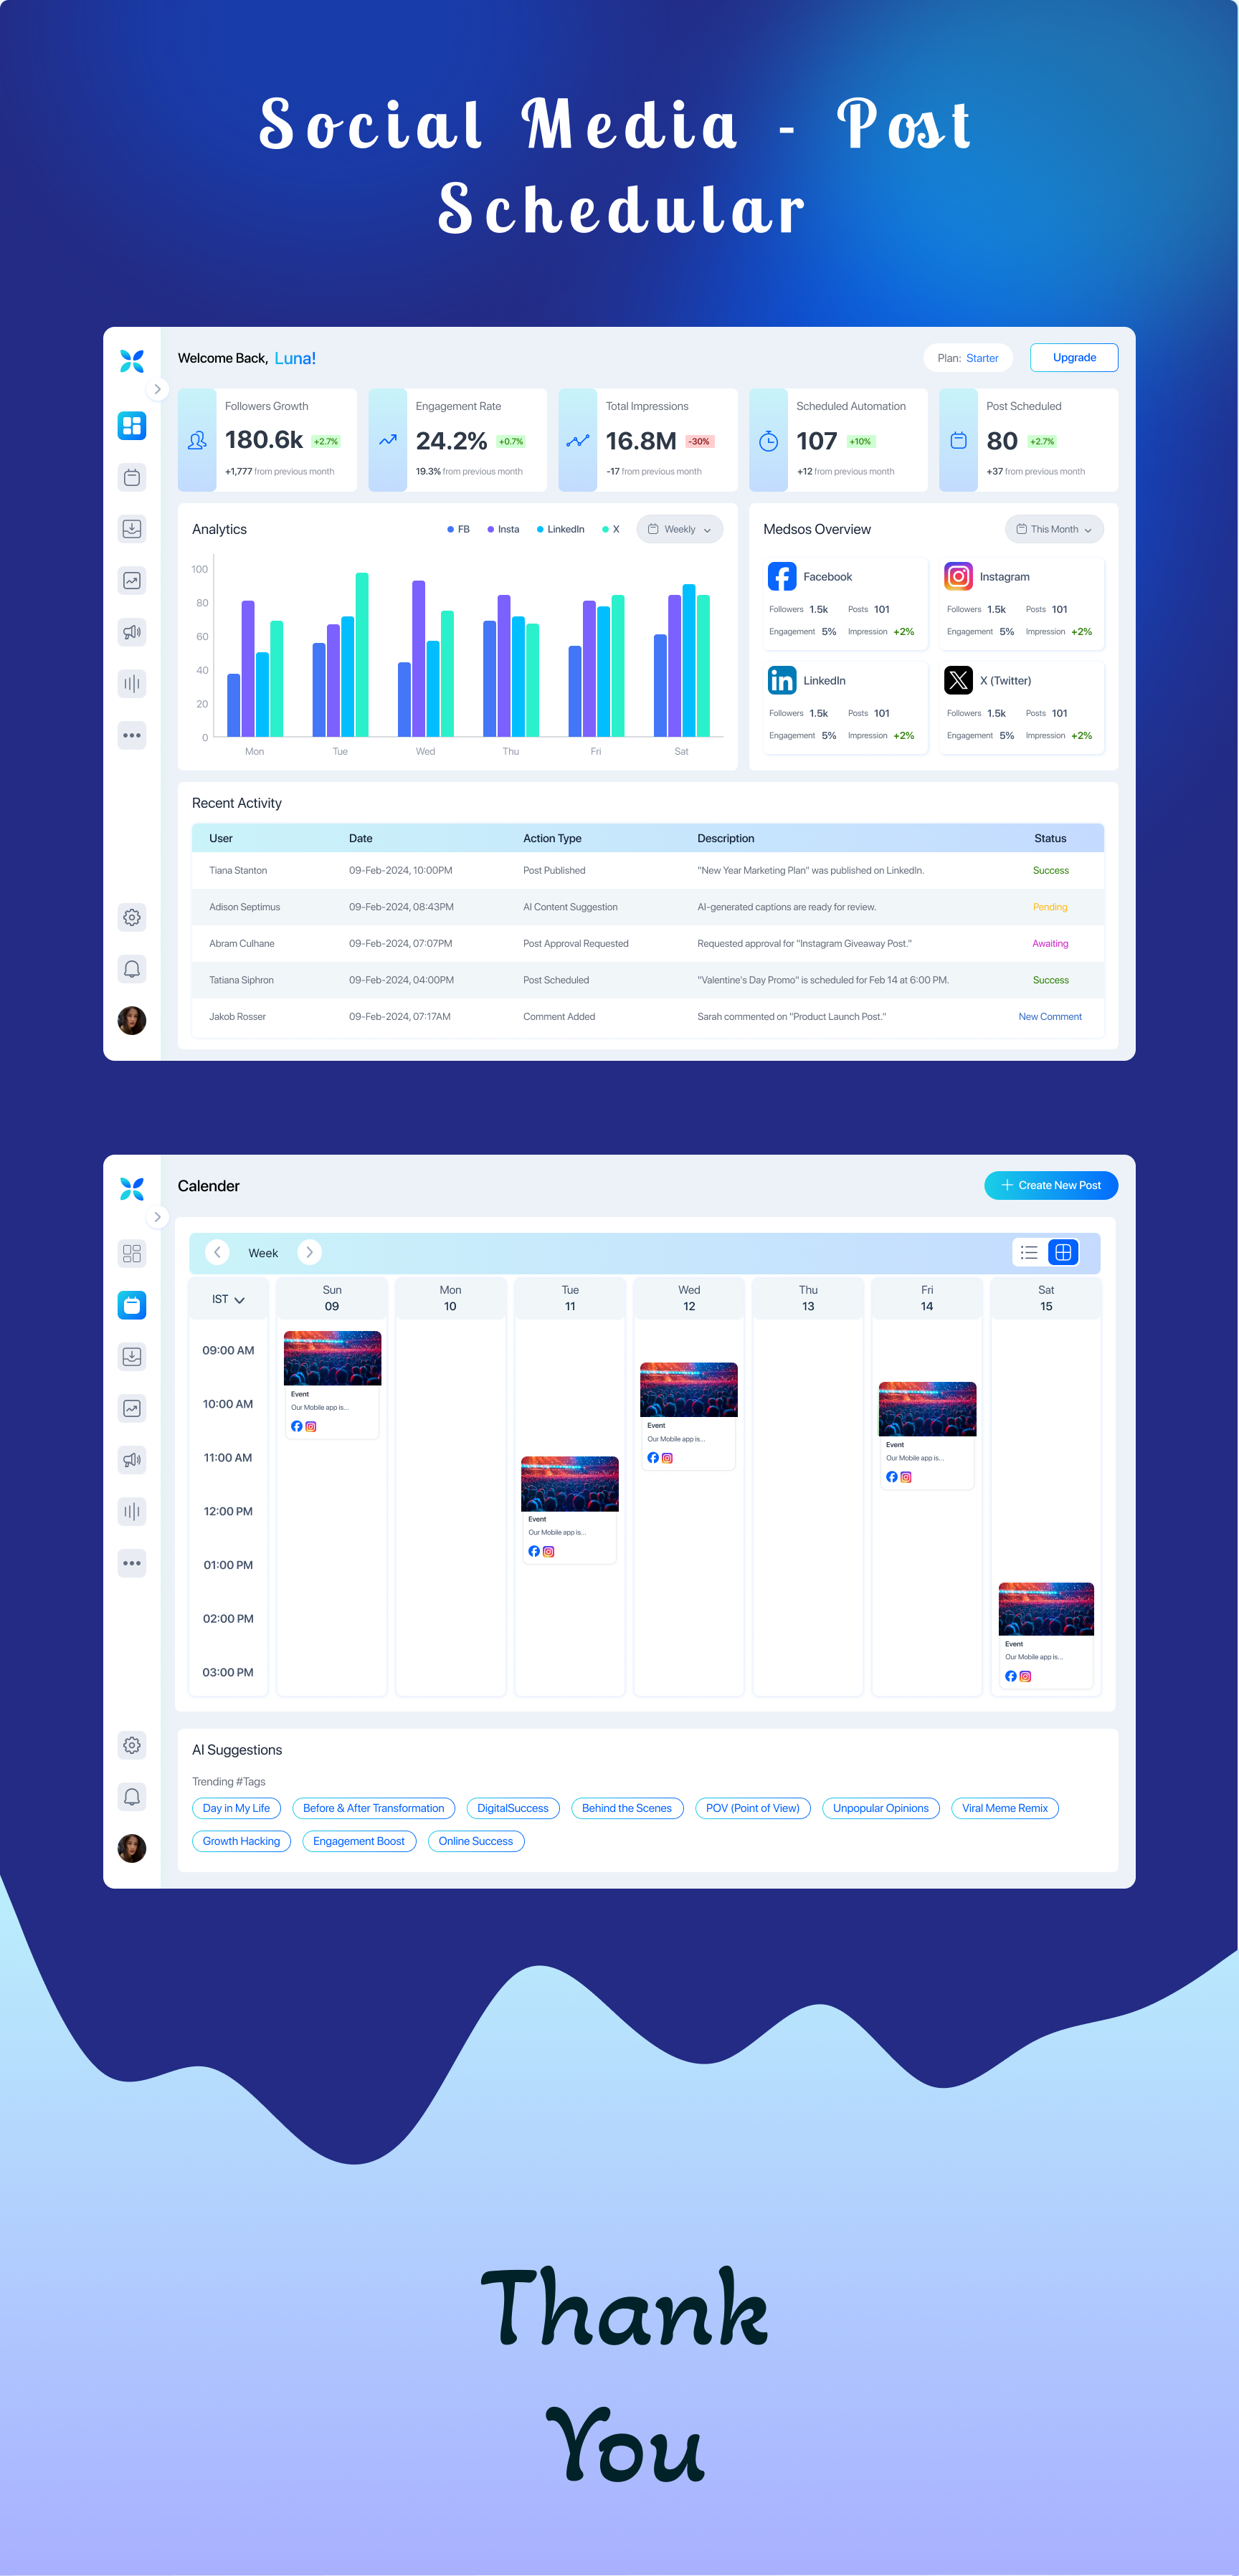 Social Media - Post
Schedular
Welcome Back, Luna!
Plan: Starter
Upgrade
Followers Growth
180.6k +2.7%
+1,777 from previous month
Engagement Rate
24.2% +0.7%
19.3% from previous month
Total Impressions
16.8M -30%
-17 from previous month
Scheduled Automation
107 +10%
+12 from previous month
Post Scheduled
80 +2.7%
+37 from previous month
Analytics
FB Insta LinkedIn X
Weekly
100
80
60
40
20
0
Mon Tue Wed Thu Fri Sat
Medsos Overview
This Month
Facebook
Followers 1.5k Posts 101
Engagement 5% Impression +2%
Instagram
Followers 1.5k Posts 101
Engagement 5% Impression +2%
LinkedIn
Followers 1.5k Posts 101
Engagement 5% Impression +2%
X (Twitter)
Followers 1.5k Posts 101
Engagement 5% Impression +2%
Recent Activity
User Date Action Type Description Status
Tiana Stanton 09-Feb-2024, 10:00PM Post Published "New Year Marketing Plan" was published on LinkedIn. Success
Adison Septimus 09-Feb-2024, 08:43PM AI Content Suggestion AI-generated captions are ready for review. Pending
Abram Culhane 09-Feb-2024, 07:07PM Post Approval Requested Requested approval for "Instagram Giveaway Post." Awaiting
Tatiana Siphron 09-Feb-2024, 04:00PM Post Scheduled "Valentine's Day Promo" is scheduled for Feb 14 at 6:00 PM. Success
Jakob Rosser 09-Feb-2024, 07:17AM Comment Added Sarah commented on "Product Launch Post." New Comment
Calender
Create New Post
Week
IST
Sun
09
Mon
10
Tue
11
Wed
12
Thu
13
Fri
14
Sat
15
09:00 AM
10:00 AM
11:00 AM
12:00 PM
01:00 PM
02:00 PM
03:00 PM
Event
Our Mobile app is...
Event
Our Mobile app is...
Event
Our Mobile app is...
Event
Our Mobile app is...
Event
Our Mobile app is...
AI Suggestions
Trending #Tags
Day in My Life Before & After Transformation DigitalSuccess Behind the Scenes POV (Point of View) Unpopular Opinions Viral Meme Remix
Growth Hacking Engagement Boost Online Success
Thank
You